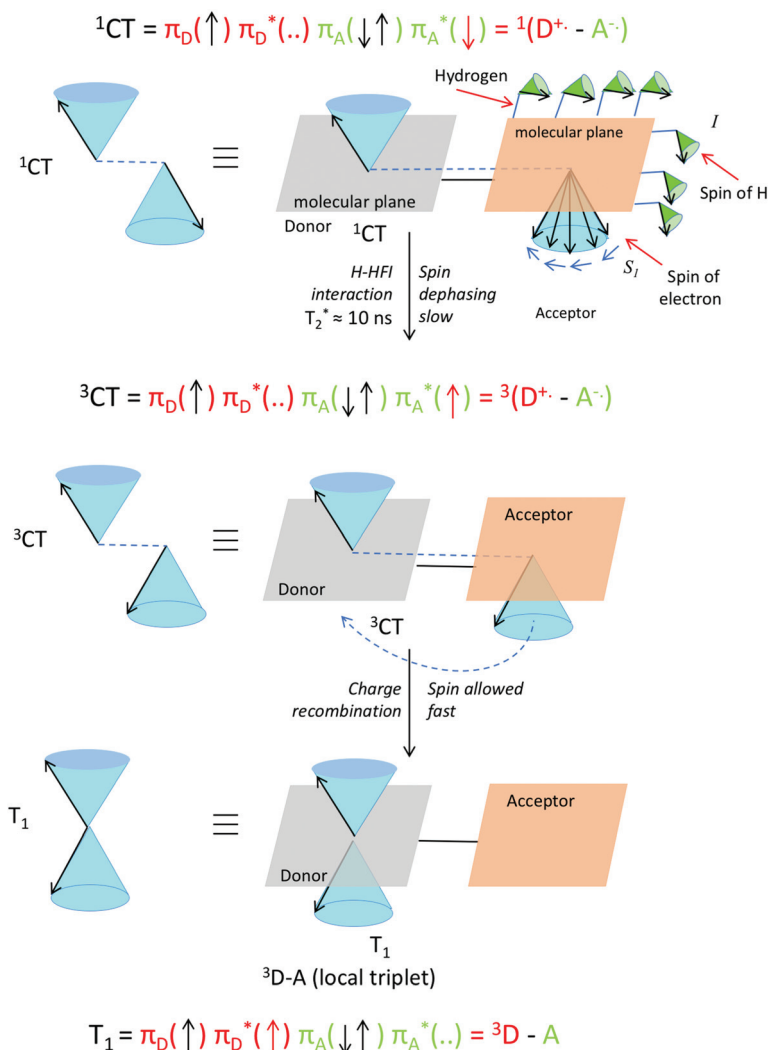 ¹CT = π_D(↑) π_D*(..) π_A(↓↑) π_A*(↓) = ¹(D⁺· - A⁻·)
Hydrogen
molecular plane
I
¹CT
≡
Spin of H
molecular plane
Donor
¹CT
S_I
Spin of
electron
H-HFI
interaction
T₂* ≈ 10 ns
Spin
dephasing
slow
Acceptor
³CT = π_D(↑) π_D*(..) π_A(↓↑) π_A*(↑) = ³(D⁺· - A⁻·)
Acceptor
³CT
≡
Donor
³CT
Charge
recombination
Spin allowed
fast
Acceptor
T₁
≡
Donor
T₁
³D-A (local triplet)
T₁ = π_D(↑) π_D*(↑) π_A(↓↑) π_A*(..) = ³D - A